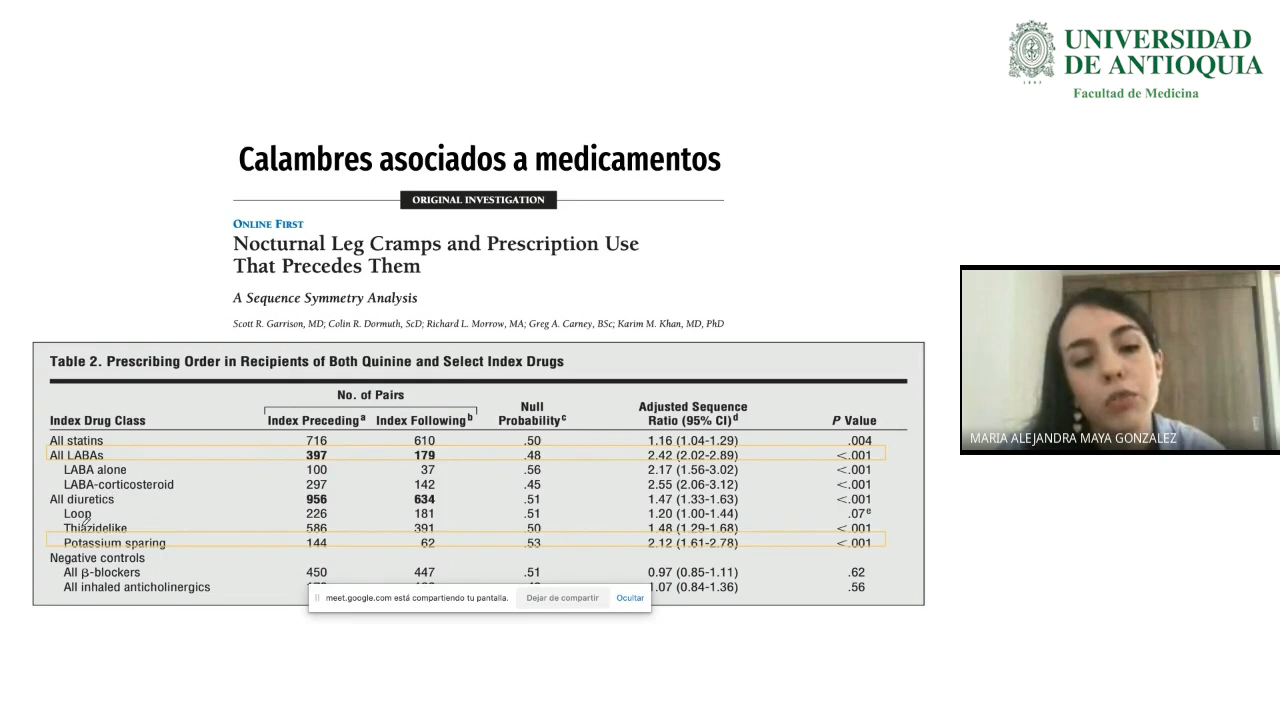 UNIVERSIDAD
DE ANTIOQUIA
1803
Facultad de Medicina
Calambres asociados a medicamentos
ORIGINAL INVESTIGATION
ONLINE FIRST
Nocturnal Leg Cramps and Prescription Use
That Precedes Them
A Sequence Symmetry Analysis
Scott R. Garrison, MD; Colin R. Dormuth, ScD; Richard L. Morrow, MA; Greg A. Carney, BSc; Karim M. Khan, MD, PhD
Table 2. Prescribing Order in Recipients of Both Quinine and Select Index Drugs
No. of Pairs
Index Drug Class Index Preceding a Index Following b Null Probability c Adjusted Sequence Ratio (95% CI) d P Value
All statins 716 610 .50 1.16 (1.04-1.29) .004
All LABAs 397 179 .48 2.42 (2.02-2.89) <.001
LABA alone 100 37 .56 2.17 (1.56-3.02) <.001
LABA-corticosteroid 297 142 .45 2.55 (2.06-3.12) <.001
All diuretics 956 634 .51 1.47 (1.33-1.63) <.001
Loop 226 181 .51 1.20 (1.00-1.44) .07 e
Thiazidelike 586 391 .50 1.48 (1.29-1.68) <.001
Potassium sparing 144 62 .53 2.12 (1.61-2.78) <.001
Negative controls
All β-blockers 450 447 .51 0.97 (0.85-1.11) .62
All inhaled anticholinergics 1.07 (0.84-1.36) .56
meet.google.com está compartiendo tu pantalla. Dejar de compartir Ocultar
MARIA ALEJANDRA MAYA GONZALEZ